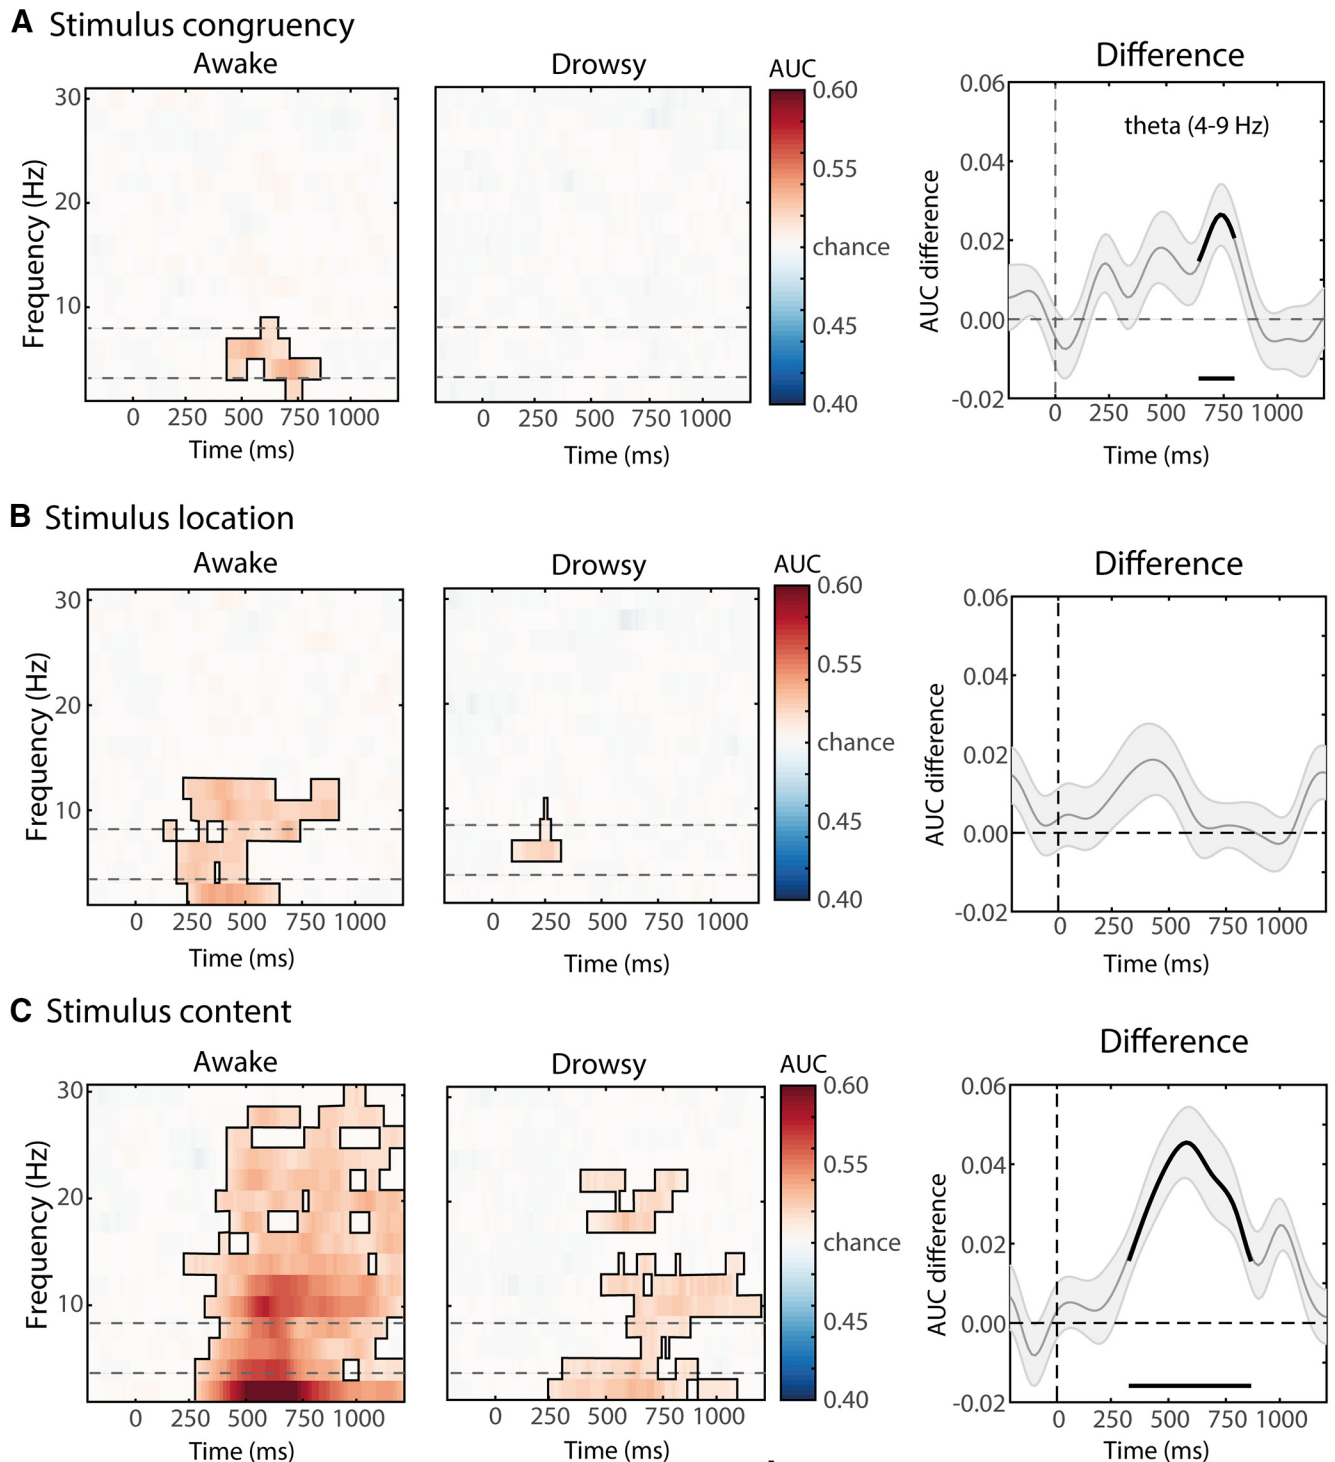 A Stimulus congruency
Awake
Drowsy
AUC
Difference
30
20
10
Frequency (Hz)
0 250 500 750 1000
Time (ms)
0 250 500 750 1000
Time (ms)
0.60
0.55
chance
0.45
0.40
theta (4-9 Hz)
0.06
0.04
0.02
0.00
-0.02
AUC difference
0 250 500 750 1000
Time (ms)
B Stimulus location
Awake
Drowsy
AUC
Difference
30
20
10
Frequency (Hz)
0 250 500 750 1000
Time (ms)
0 250 500 750 1000
Time (ms)
0.60
0.55
chance
0.45
0.40
0.06
0.04
0.02
0.00
-0.02
AUC difference
0 250 500 750 1000
Time (ms)
C Stimulus content
Awake
Drowsy
AUC
Difference
30
20
10
Frequency (Hz)
0 250 500 750 1000
Time (ms)
0 250 500 750 1000
Time (ms)
0.60
0.55
chance
0.45
0.40
0.06
0.04
0.02
0.00
-0.02
AUC difference
0 250 500 750 1000
Time (ms)